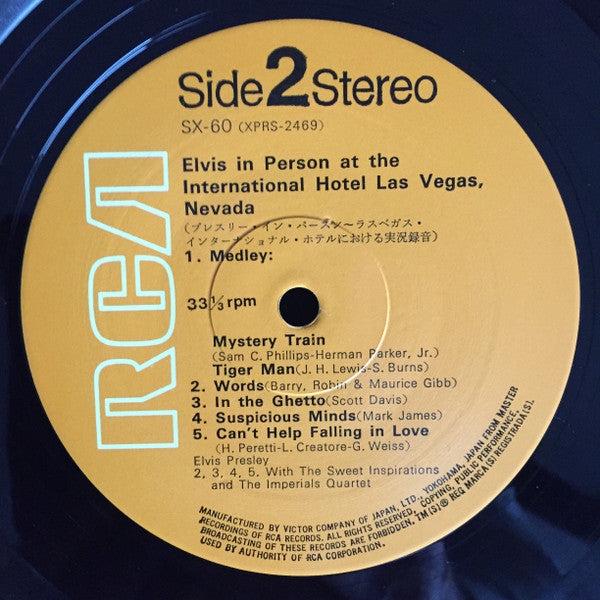 Side 2 Stereo
SX-60 (XPRS-2469)
RCA
Elvis in Person at the
International Hotel Las Vegas,
Nevada
(プレスリー・イン・パースン〜ラスベガス・
インターナショナル・ホテルにおける実況録音)
1. Medley:
33⅓ rpm
Mystery Train
(Sam C. Phillips-Herman Parker, Jr.)
Tiger Man (J. H. Lewis-S. Burns)
2. Words (Barry, Robin & Maurice Gibb)
3. In the Ghetto (Scott Davis)
4. Suspicious Minds (Mark James)
5. Can't Help Falling in Love
(H. Peretti-L. Creatore-G. Weiss)
Elvis Presley
2, 3, 4, 5. With The Sweet Inspirations
and The Imperials Quartet
MANUFACTURED BY VICTOR COMPANY OF JAPAN, LTD., YOKOHAMA, JAPAN FROM MASTER
RECORDINGS OF RCA RECORDS. ALL RIGHTS RESERVED, COPYING, PUBLIC PERFORMANCE,
BROADCASTING OF THESE RECORDS ARE FORBIDDEN. TM(S)® REG MARCA(S) REGISTRADA(S).
USED BY AUTHORITY OF RCA CORPORATION.